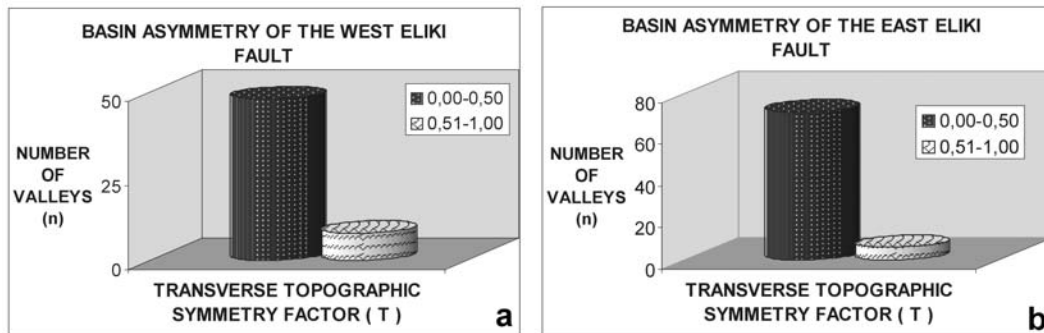 BASIN ASYMMETRY OF THE WEST ELIKI
FAULT
50
25
0
NUMBER
OF
VALLEYS
(n)
0,00-0,50
0,51-1,00
TRANSVERSE TOPOGRAPHIC
SYMMETRY FACTOR ( T )
a
BASIN ASYMMETRY OF THE EAST ELIKI
FAULT
80
60
40
20
0
NUMBER
OF
VALLEYS
(n)
0,00-0,50
0,51-1,00
TRANSVERSE TOPOGRAPHIC
SYMMETRY FACTOR ( T )
b